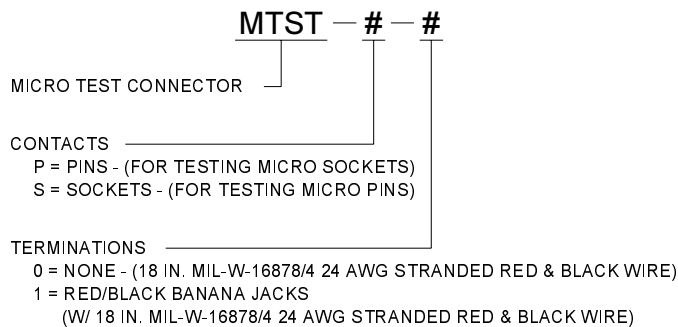 MTST — # — #
MICRO TEST CONNECTOR
CONTACTS
P = PINS - (FOR TESTING MICRO SOCKETS)
S = SOCKETS - (FOR TESTING MICRO PINS)
TERMINATIONS
0 = NONE - (18 IN. MIL-W-16878/4 24 AWG STRANDED RED & BLACK WIRE)
1 = RED/BLACK BANANA JACKS
(W/ 18 IN. MIL-W-16878/4 24 AWG STRANDED RED & BLACK WIRE)